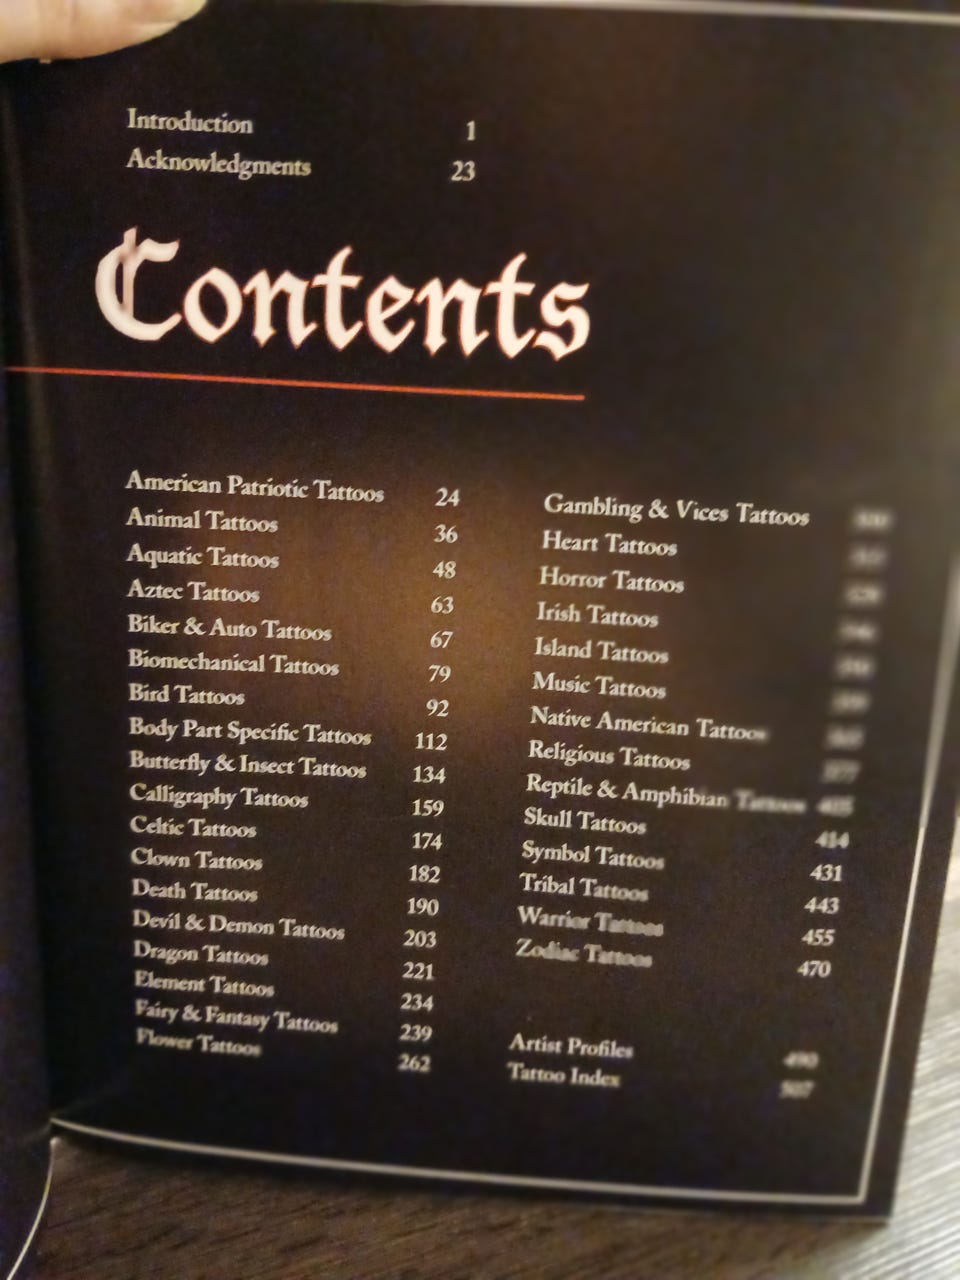 Introduction 1
Acknowledgments 23
Contents
American Patriotic Tattoos 24
Animal Tattoos 36
Aquatic Tattoos 48
Aztec Tattoos 63
Biker & Auto Tattoos 67
Biomechanical Tattoos 79
Bird Tattoos 92
Body Part Specific Tattoos 112
Butterfly & Insect Tattoos 134
Calligraphy Tattoos 159
Celtic Tattoos 174
Clown Tattoos 182
Death Tattoos 190
Devil & Demon Tattoos 203
Dragon Tattoos 221
Element Tattoos 234
Fairy & Fantasy Tattoos 239
Flower Tattoos 262
Gambling & Vices Tattoos
Heart Tattoos
Horror Tattoos
Irish Tattoos
Island Tattoos
Music Tattoos
Native American Tattoos
Religious Tattoos
Reptile & Amphibian Tattoos
Skull Tattoos 414
Symbol Tattoos 431
Tribal Tattoos 443
Warrior Tattoos 455
Zodiac Tattoos 470
Artist Profiles
Tattoo Index